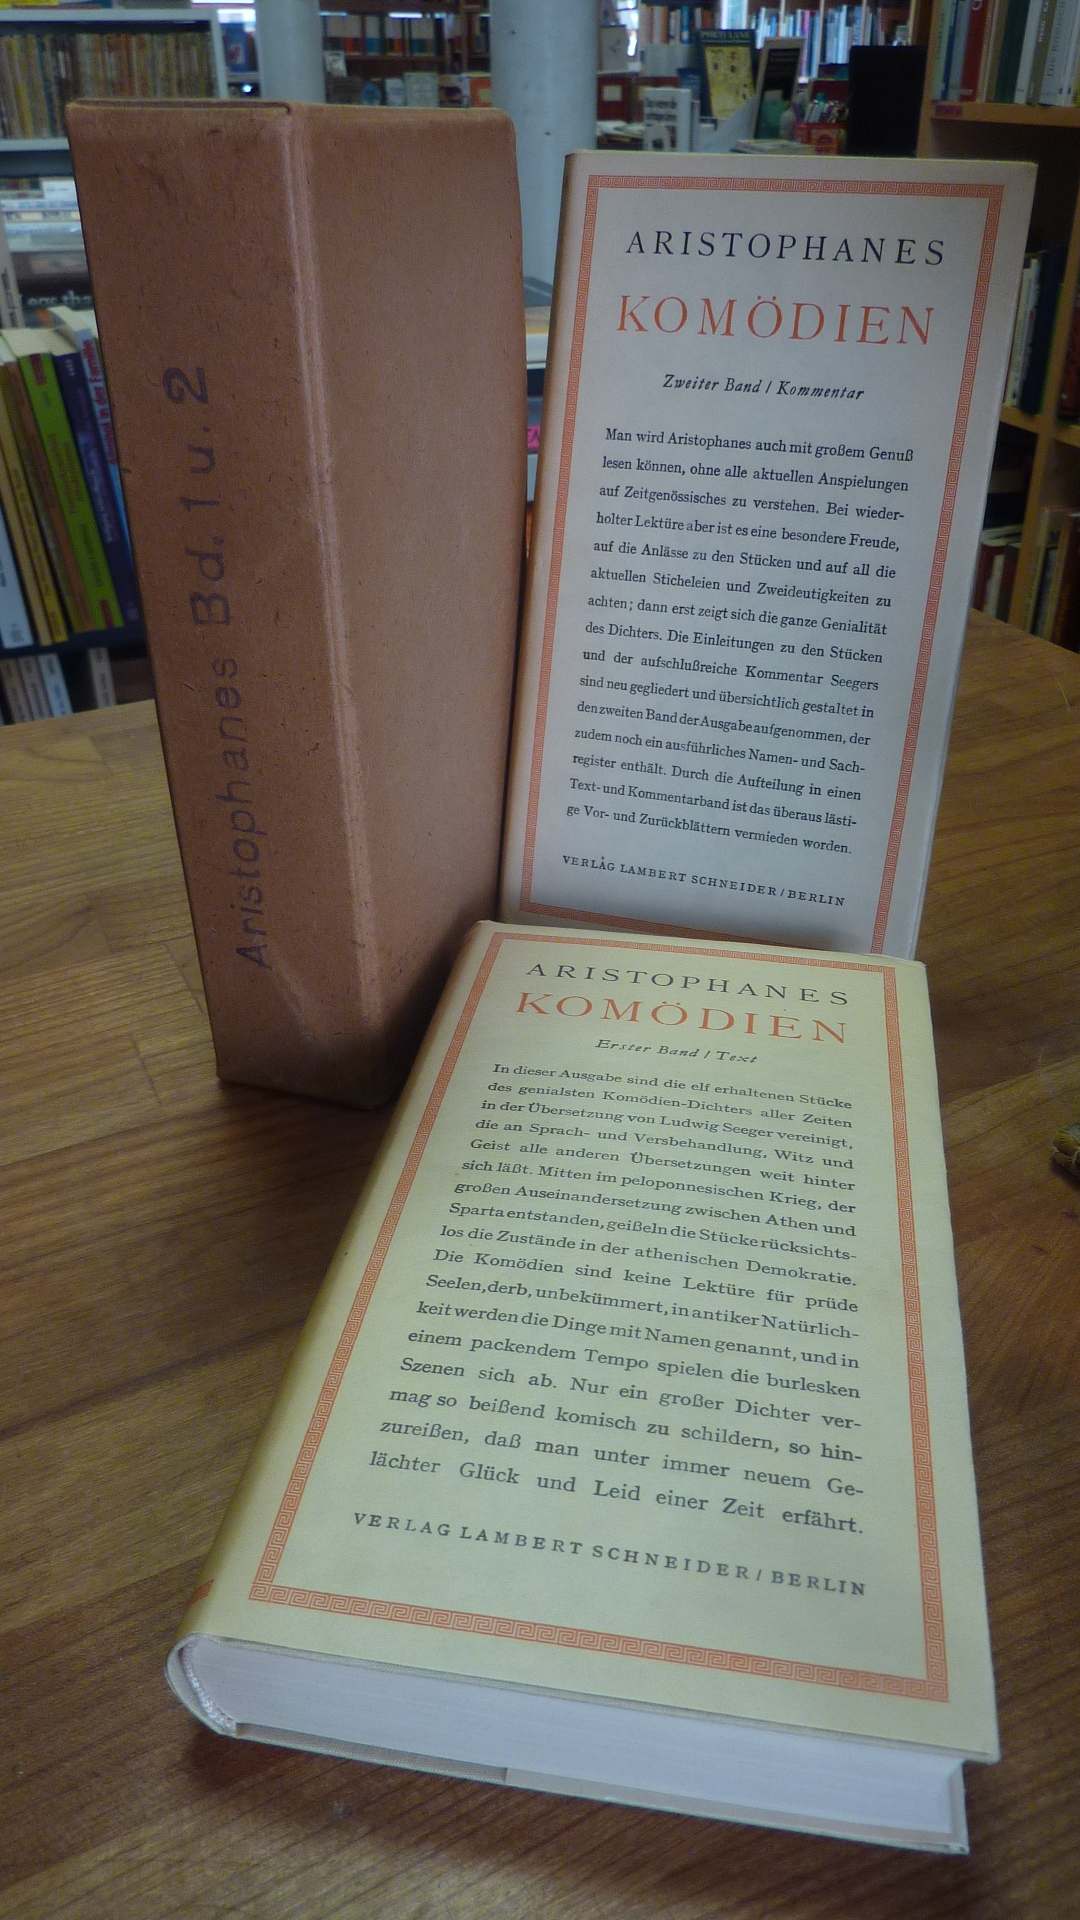 Aristophanes Bd. 1 u. 2
ARISTOPHANES
KOMÖDIEN
Zweiter Band / Kommentar
Man wird Aristophanes auch mit großem Genuß
lesen können, ohne alle aktuellen Anspielungen
auf Zeitgenössisches zu verstehen. Bei wieder-
holter Lektüre aber ist es eine besondere Freude,
auf die Anlässe zu den Stücken und auf all die
aktuellen Sticheleien und Zweideutigkeiten zu
achten; dann erst zeigt sich die ganze Genialität
des Dichters. Die Einleitungen zu den Stücken
und der aufschlußreiche Kommentar Seegers
sind neu gegliedert und übersichtlich gestaltet in
den zweiten Band der Ausgabe aufgenommen, der
zudem noch ein ausführliches Namen- und Sach-
register enthält. Durch die Aufteilung in einen
Text- und Kommentarband ist das überaus lästi-
ge Vor- und Zurückblättern vermieden worden.
VERLAG LAMBERT SCHNEIDER / BERLIN
ARISTOPHANES
KOMÖDIEN
Erster Band / Text
In dieser Ausgabe sind die elf erhaltenen Stücke
des genialsten Komödien-Dichters aller Zeiten
in der Übersetzung von Ludwig Seeger vereinigt,
die an Sprach- und Versbehandlung, Witz und
Geist alle anderen Übersetzungen weit hinter
sich läßt. Mitten im peloponnesischen Krieg, der
großen Auseinandersetzung zwischen Athen und
Sparta entstanden, geißeln die Stücke rücksichts-
los die Zustände in der athenischen Demokratie.
Die Komödien sind keine Lektüre für prüde
Seelen, derb, unbekümmert, in antiker Natürlich-
keit werden die Dinge mit Namen genannt, und in
einem packendem Tempo spielen die burlesken
Szenen sich ab. Nur ein großer Dichter ver-
mag so beißend komisch zu schildern, so hin-
zureißen, daß man unter immer neuem Ge-
lächter Glück und Leid einer Zeit erfährt.
VERLAG LAMBERT SCHNEIDER / BERLIN